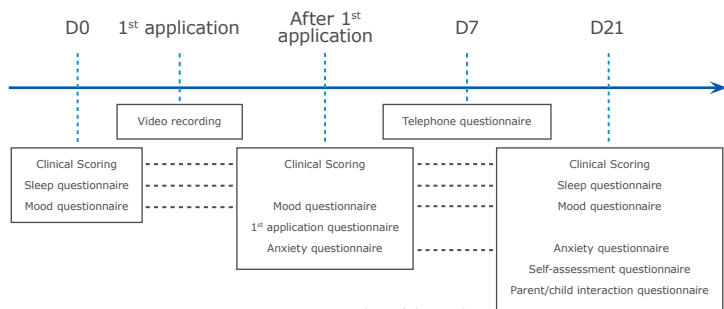 D0
1st application
After 1st
application
D7
D21
Video recording
Telephone questionnaire
Clinical Scoring
Sleep questionnaire
Mood questionnaire
Clinical Scoring
Mood questionnaire
1st application questionnaire
Anxiety questionnaire
Clinical Scoring
Sleep questionnaire
Mood questionnaire
Anxiety questionnaire
Self-assessment questionnaire
Parent/child interaction questionnaire